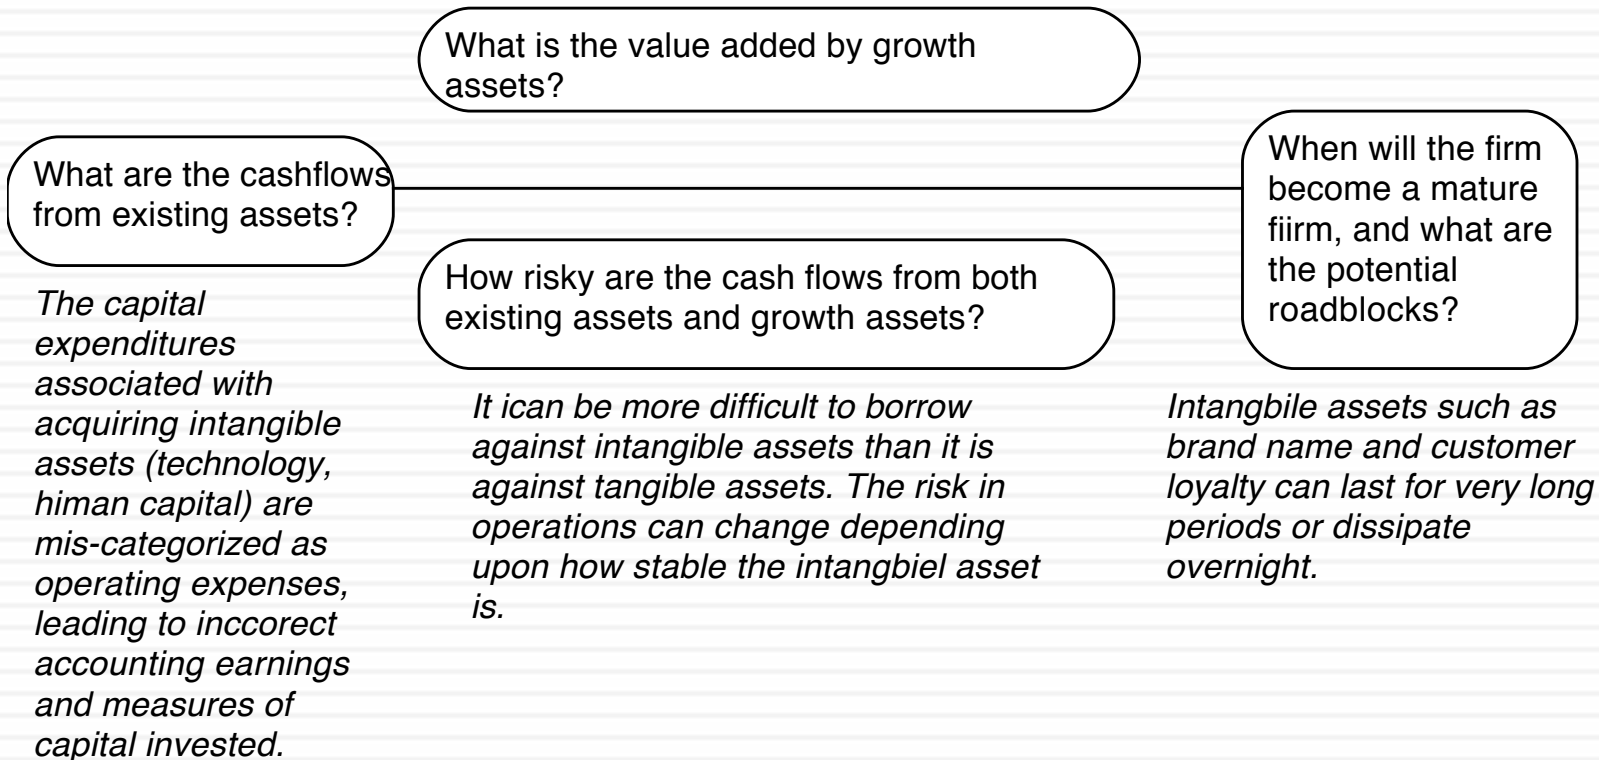 What is the value added by growth
assets?
What are the cashflows
from existing assets?
The capital
expenditures
associated with
acquiring intangible
assets (technology,
himan capital) are
mis-categorized as
operating expenses,
leading to inccorect
accounting earnings
and measures of
capital invested.
How risky are the cash flows from both
existing assets and growth assets?
It ican be more difficult to borrow
against intangible assets than it is
against tangible assets. The risk in
operations can change depending
upon how stable the intangbiel asset
is.
When will the firm
become a mature
fiirm, and what are
the potential
roadblocks?
Intangbile assets such as
brand name and customer
loyalty can last for very long
periods or dissipate
overnight.